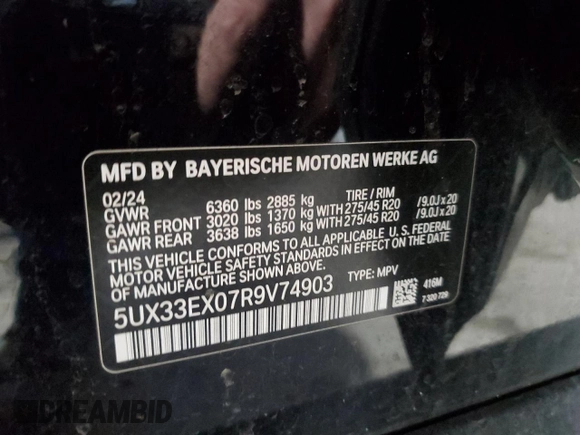 MFD BY BAYERISCHE MOTOREN WERKE AG
02/24
GVWR 6360 lbs 2885 kg TIRE / RIM
GAWR FRONT 3020 lbs 1370 kg WITH 275/45 R20 /9.0J x 20
GAWR REAR 3638 lbs 1650 kg WITH 275/45 R20 /9.0J x 20
THIS VEHICLE CONFORMS TO ALL APPLICABLE U.S. FEDERAL
MOTOR VEHICLE SAFETY STANDARDS IN EFFECT ON THE DATE
OF MANUFACTURE SHOWN ABOVE.
5UX33EX07R9V74903 TYPE: MPV 416M
7 320 729
DREAMBID